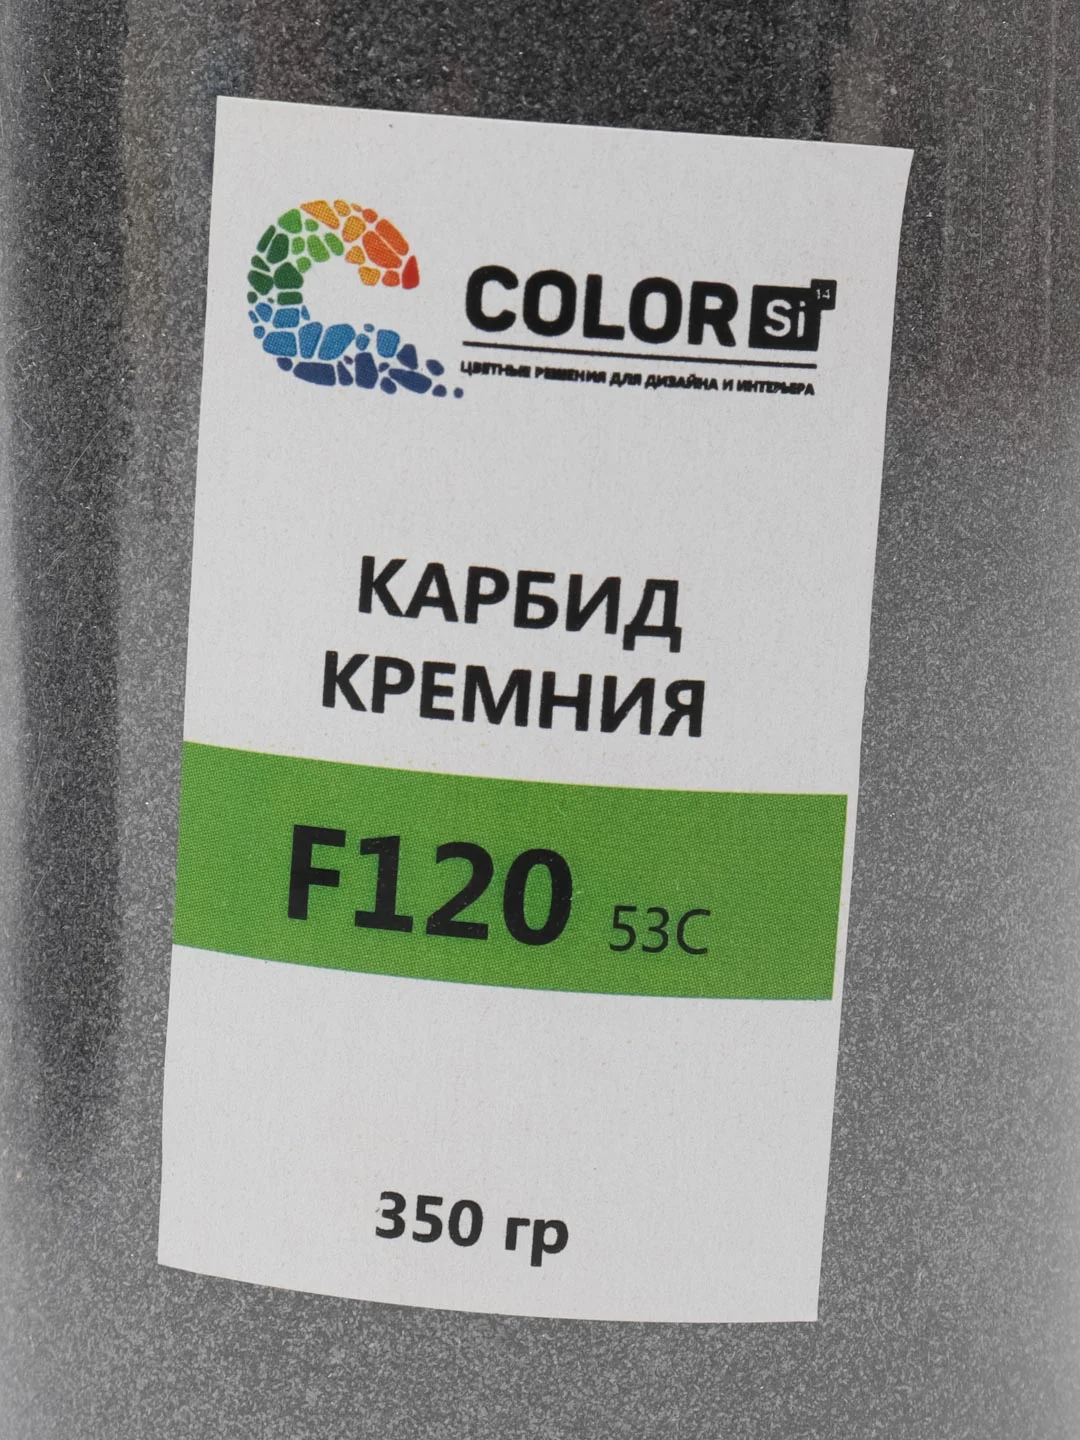 COLOR Si 14
ЦВЕТНЫЕ РЕШЕНИЯ ДЛЯ ДИЗАЙНА И ИНТЕРЬЕРА
КАРБИД
КРЕМНИЯ
F120 53C
350 гр